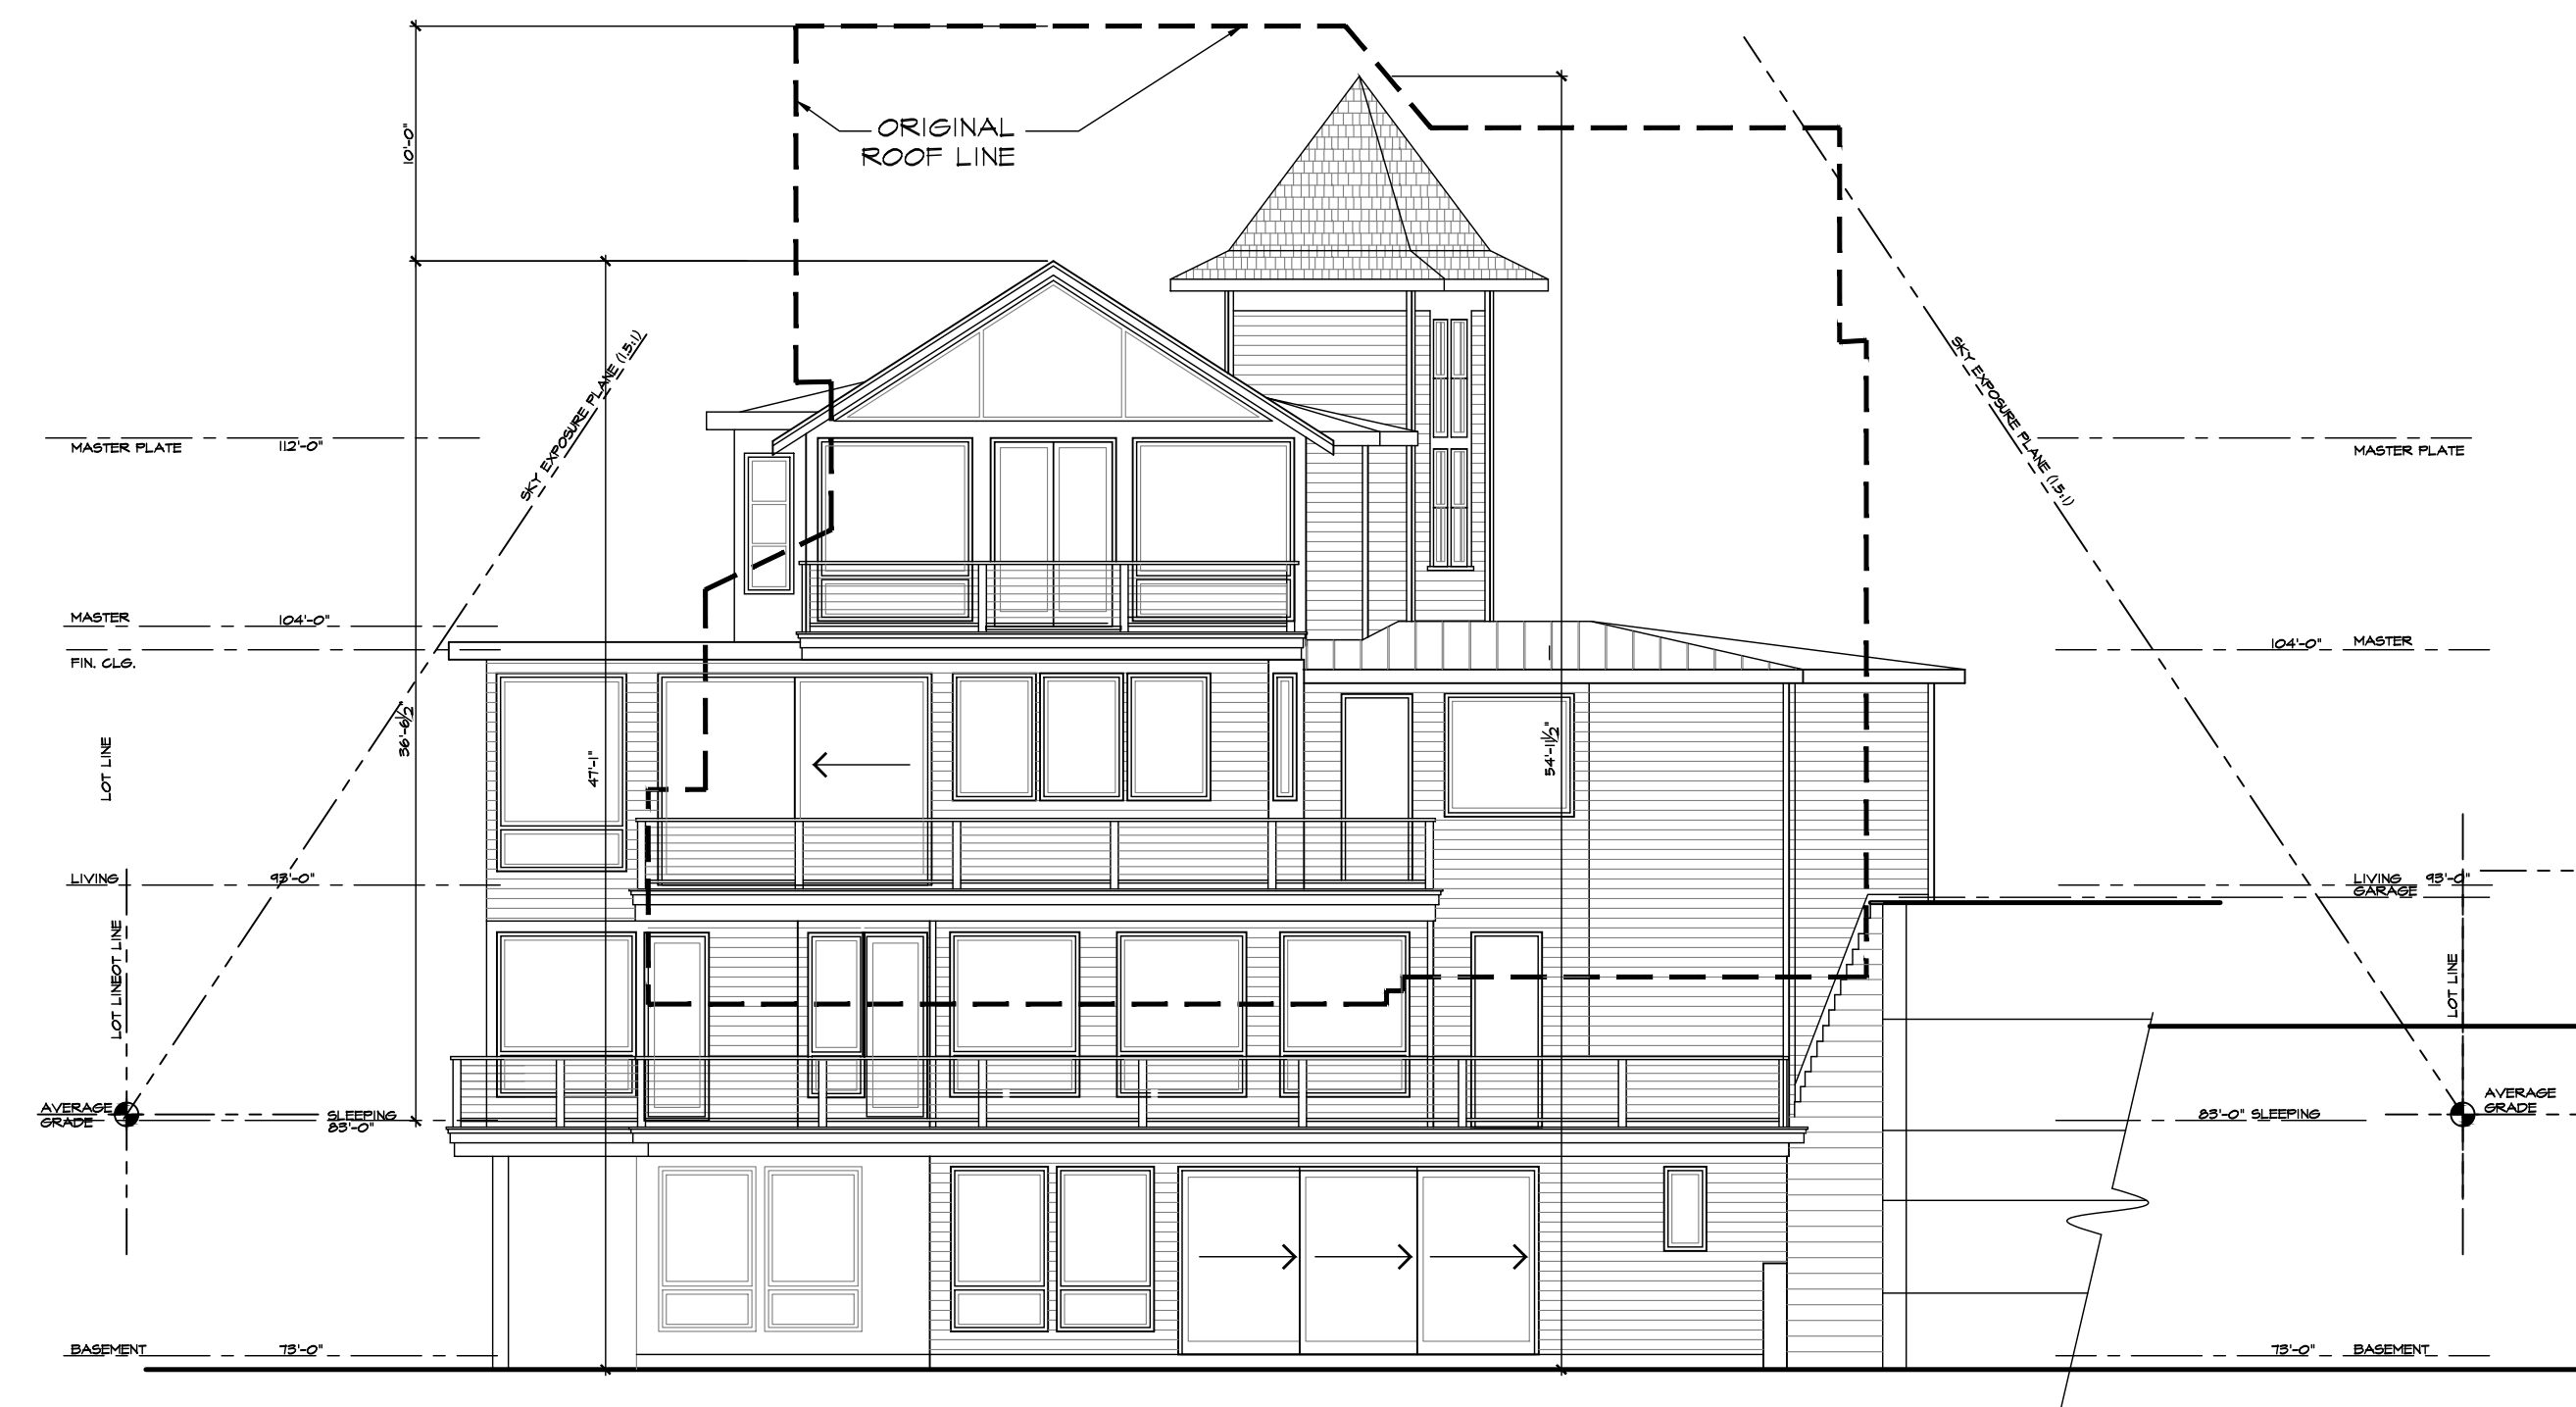 ORIGINAL
ROOF LINE
10'-0"
SKY EXPOSURE PLANE (1.5:1)
SKY EXPOSURE PLANE (1.5:1)
MASTER PLATE 112'-0"
MASTER PLATE
MASTER 104'-0"
104'-0" MASTER
FIN. CLG.
36'-6 1/2"
47'-1"
54'-11 1/2"
LOT LINE
LIVING 93'-0"
LIVING 93'-0"
GARAGE
LOT LINEOT LINE
LOT LINE
AVERAGE
GRADE
SLEEPING
83'-0"
83'-0" SLEEPING
AVERAGE
GRADE
BASEMENT 73'-0"
73'-0" BASEMENT